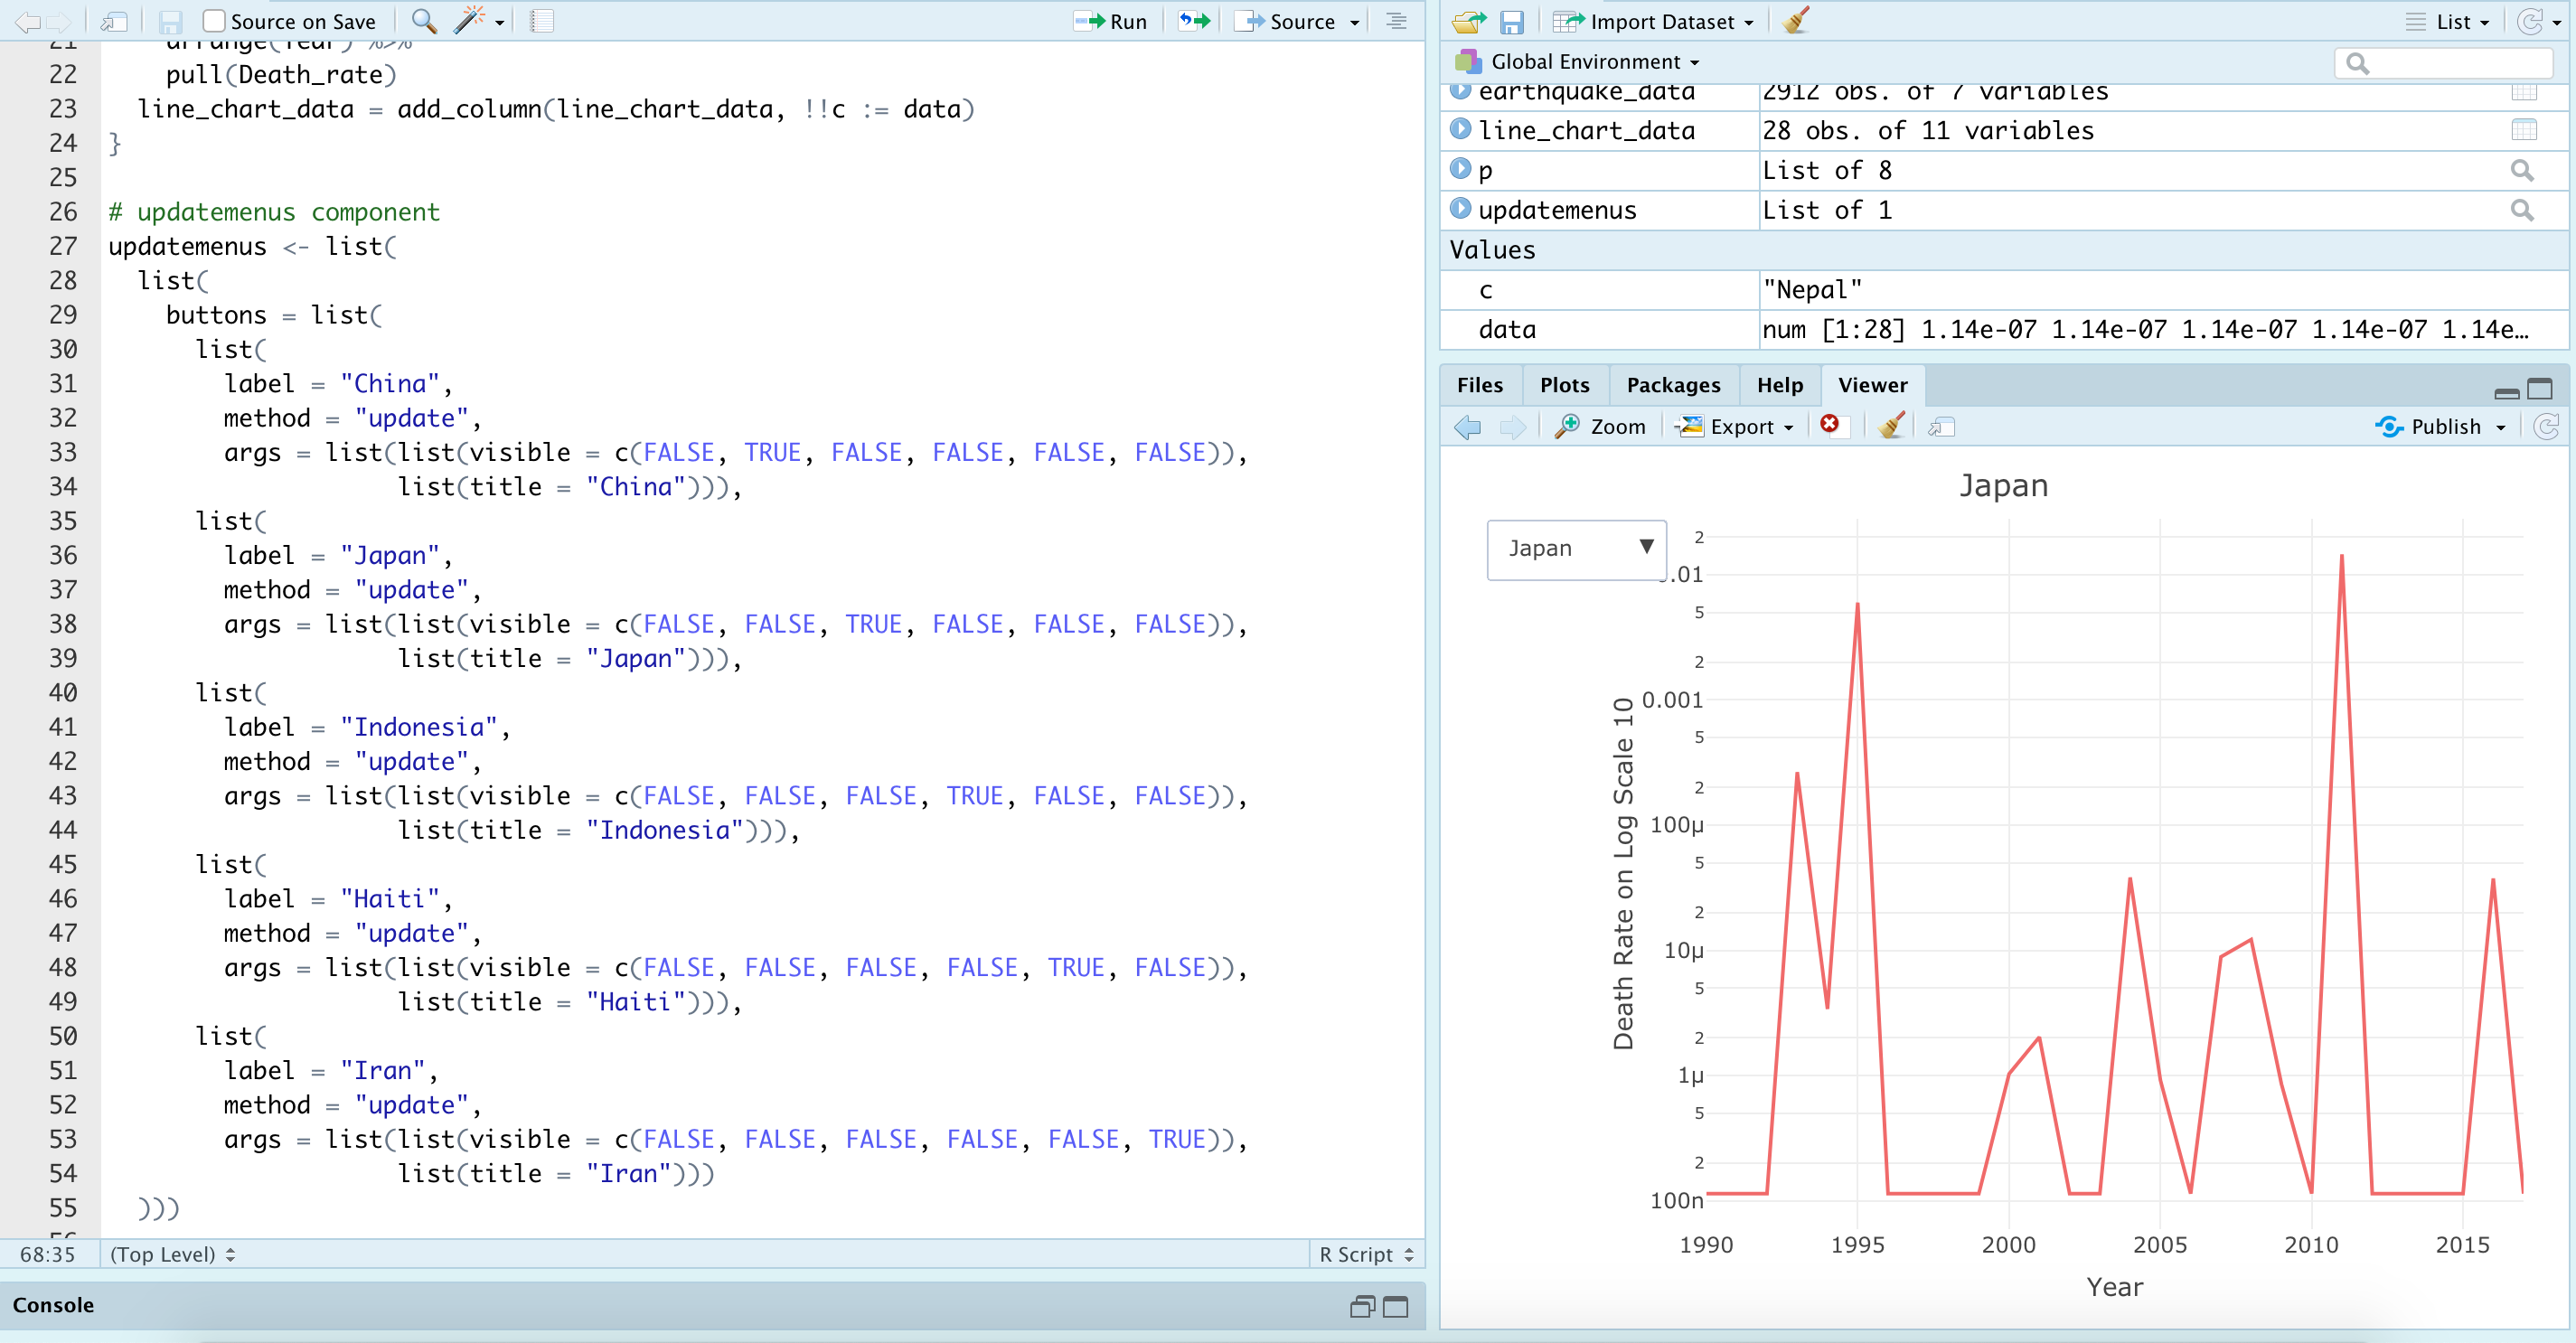 Source on Save Run Source
21 arrange(Year) %>%
22 pull(Death_rate)
23 line_chart_data = add_column(line_chart_data, !!c := data)
24 }
25
26 # updatemenus component
27 updatemenus <- list(
28 list(
29 buttons = list(
30 list(
31 label = "China",
32 method = "update",
33 args = list(list(visible = c(FALSE, TRUE, FALSE, FALSE, FALSE, FALSE)),
34 list(title = "China"))),
35 list(
36 label = "Japan",
37 method = "update",
38 args = list(list(visible = c(FALSE, FALSE, TRUE, FALSE, FALSE, FALSE)),
39 list(title = "Japan"))),
40 list(
41 label = "Indonesia",
42 method = "update",
43 args = list(list(visible = c(FALSE, FALSE, FALSE, TRUE, FALSE, FALSE)),
44 list(title = "Indonesia"))),
45 list(
46 label = "Haiti",
47 method = "update",
48 args = list(list(visible = c(FALSE, FALSE, FALSE, FALSE, TRUE, FALSE)),
49 list(title = "Haiti"))),
50 list(
51 label = "Iran",
52 method = "update",
53 args = list(list(visible = c(FALSE, FALSE, FALSE, FALSE, FALSE, TRUE)),
54 list(title = "Iran")))
55 )))
56
68:35 (Top Level) R Script
Console
Import Dataset List
Global Environment
earthquake_data 2912 obs. of 7 variables
line_chart_data 28 obs. of 11 variables
p List of 8
updatemenus List of 1
Values
c "Nepal"
data num [1:28] 1.14e-07 1.14e-07 1.14e-07 1.14e-07 1.14e…
Files Plots Packages Help Viewer
Zoom Export Publish
Japan
Japan ▼
2
.01
5
2
0.001
5
2
100μ
5
2
10μ
5
2
1μ
5
2
100n
Death Rate on Log Scale 10
1990 1995 2000 2005 2010 2015
Year